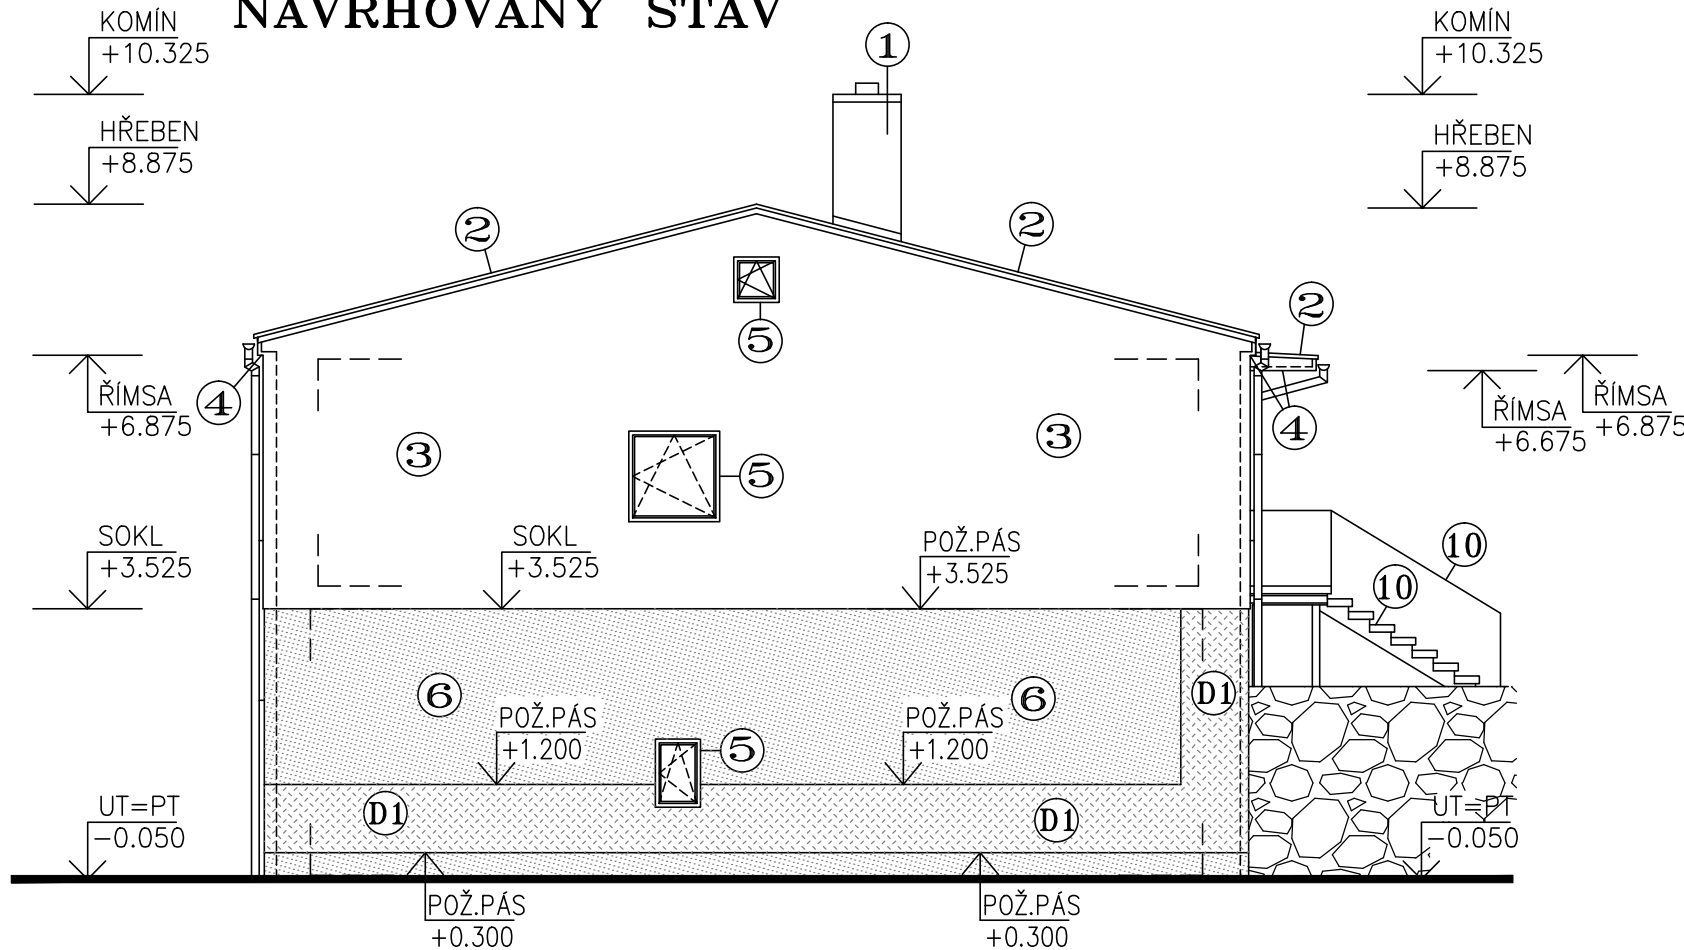 NAVRHOVANÝ STAV
KOMÍN
+10.325
1
KOMÍN
+10.325
HŘEBEN
+8.875
HŘEBEN
+8.875
2
2
2
5
ŘÍMSA
+6.875
4
3
3
4
ŘÍMSA
+6.675
ŘÍMSA
+6.875
5
SOKL
+3.525
SOKL
+3.525
POŽ.PÁS
+3.525
10
10
6
6
D1
POŽ.PÁS
+1.200
5
POŽ.PÁS
+1.200
UT=PT
-0.050
D1
D1
UT=PT
-0.050
POŽ.PÁS
+0.300
POŽ.PÁS
+0.300